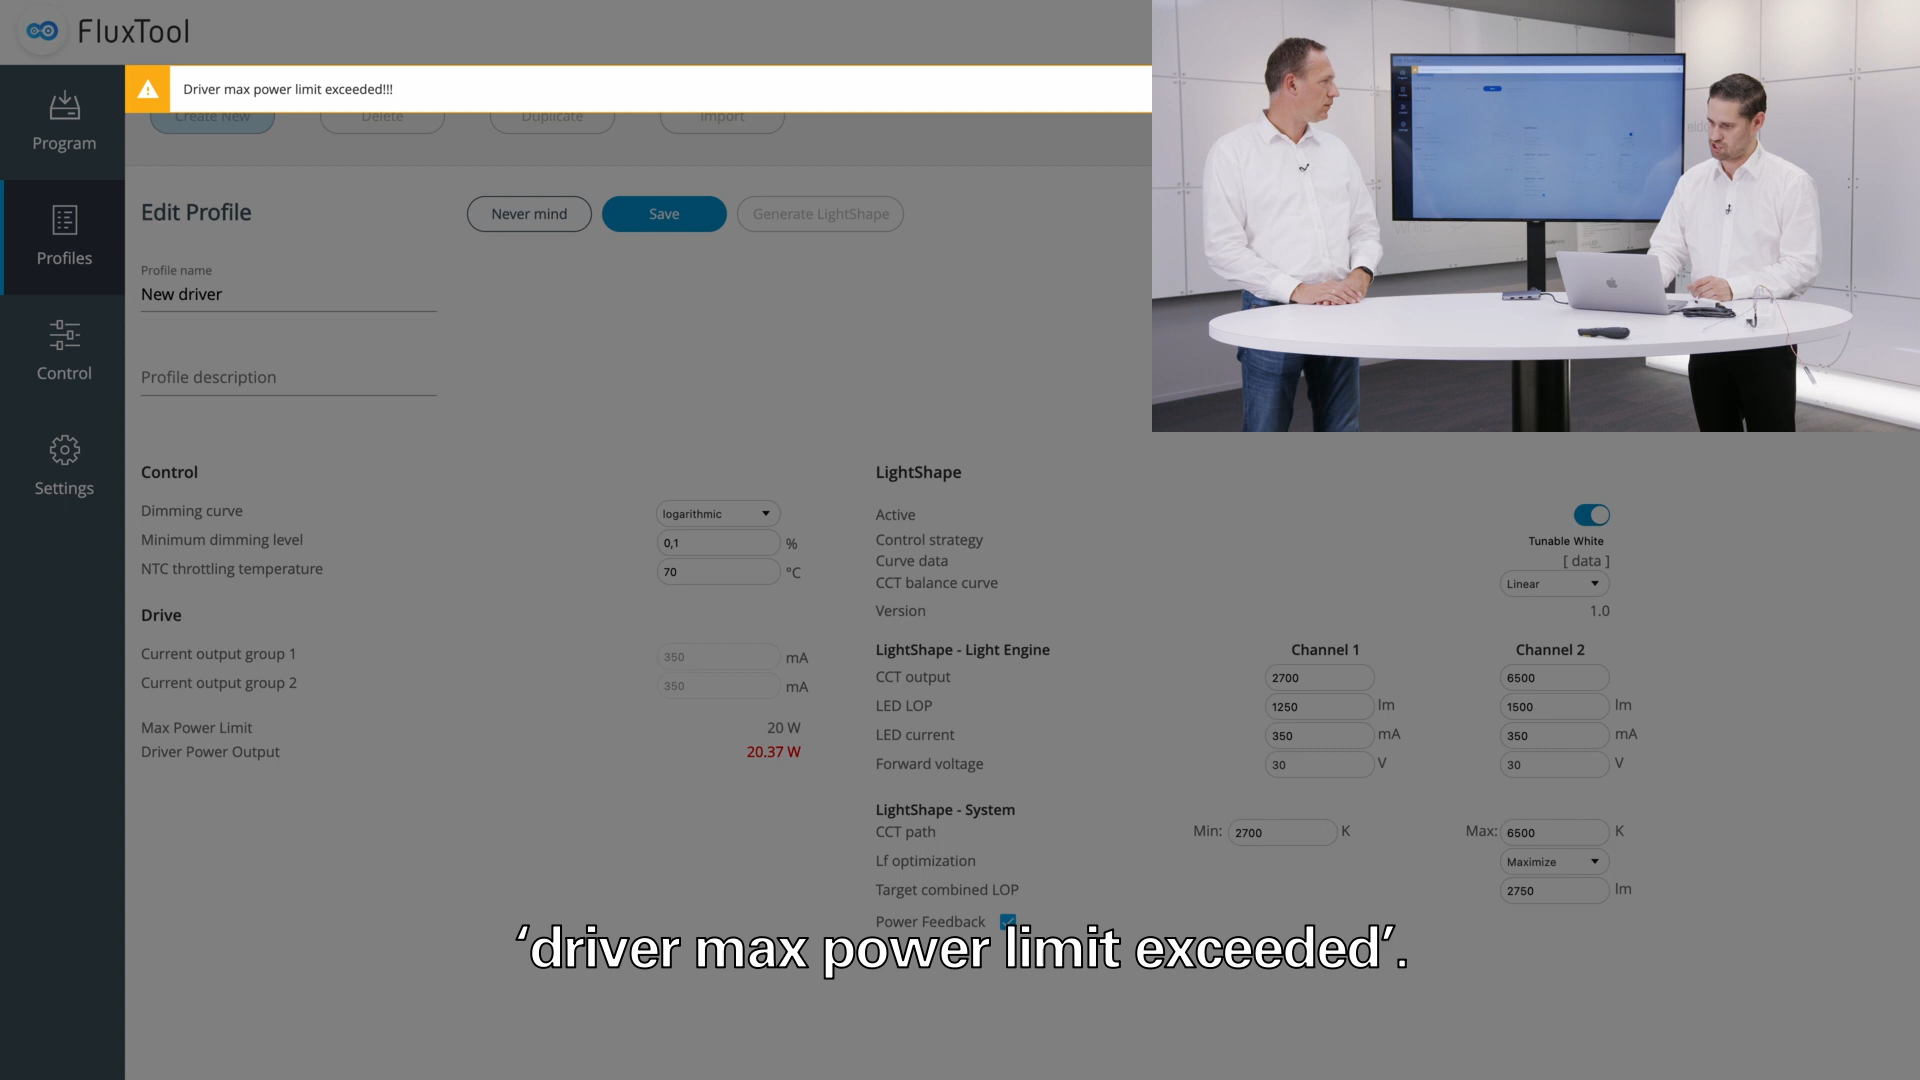 FluxTool
Driver max power limit exceeded!!!
Create New
Delete
Duplicate
Import
Program
Profiles
Control
Settings
Edit Profile
Never mind
Save
Generate LightShape
Profile name
New driver
Profile description
Control
Dimming curve
logarithmic
Minimum dimming level
0,1
%
NTC throttling temperature
70
°C
Drive
Current output group 1
350
mA
Current output group 2
350
mA
Max Power Limit
20 W
Driver Power Output
20.37 W
LightShape
Active
Control strategy
Tunable White
Curve data
[ data ]
CCT balance curve
Linear
Version
1.0
LightShape - Light Engine
Channel 1
Channel 2
CCT output
2700
6500
LED LOP
1250 lm
1500 lm
LED current
350 mA
350 mA
Forward voltage
30 V
30 V
LightShape - System
CCT path
Min: 2700 K
Max: 6500 K
Lf optimization
Maximize
Target combined LOP
2750 lm
Power Feedback
‘driver max power limit exceeded’.